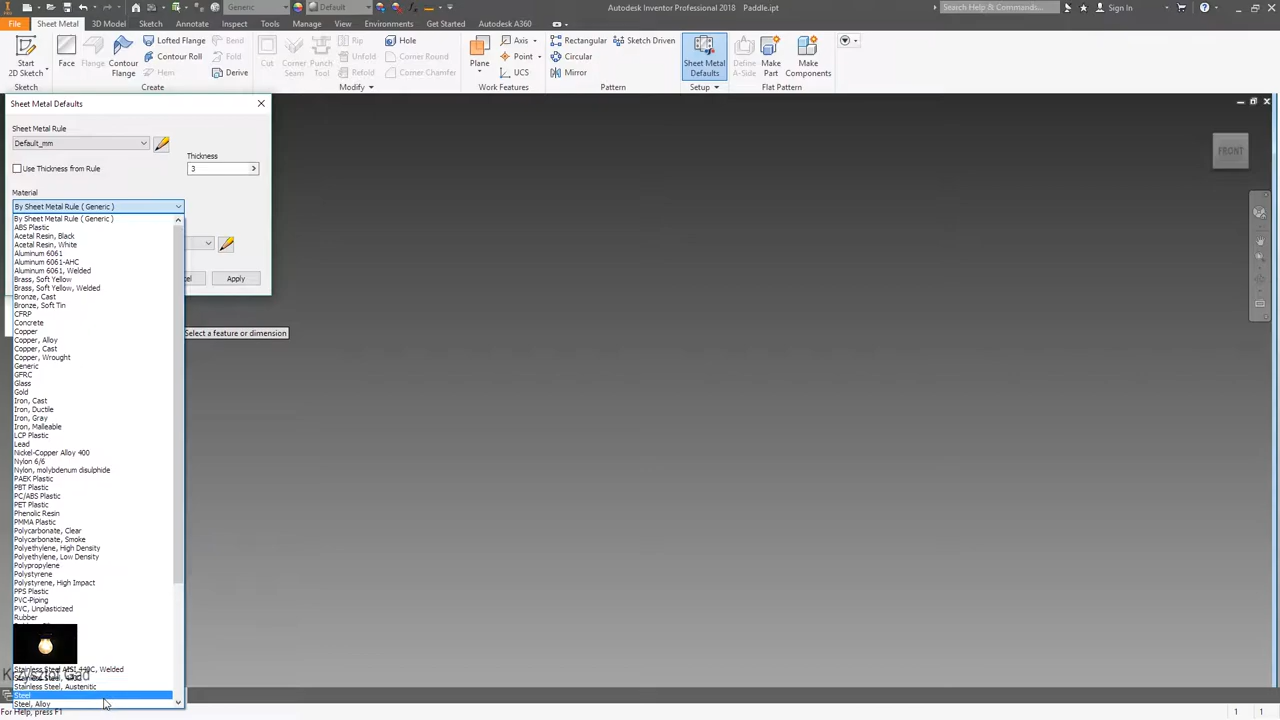 Generic
Default
Autodesk Inventor Professional 2018 Paddle.ipt
Search Help & Commands...
Sign In
File
Sheet Metal
3D Model
Sketch
Annotate
Inspect
Tools
Manage
View
Environments
Get Started
Autodesk A360
Start
2D Sketch
Face
Flange
Contour
Flange
Lofted Flange
Contour Roll
Hem
Bend
Fold
Derive
Cut
Corner
Seam
Punch
Tool
Rip
Unfold
Refold
Hole
Corner Round
Corner Chamfer
Plane
Axis
Point
UCS
Rectangular
Circular
Mirror
Sketch Driven
Sheet Metal
Defaults
Define
A-Side
Make
Part
Make
Components
Sketch
Create
Modify
Work Features
Pattern
Setup
Flat Pattern
Sheet Metal Defaults
Sheet Metal Rule
Default_mm
Thickness
Use Thickness from Rule
3
Material
By Sheet Metal Rule ( Generic )
By Sheet Metal Rule ( Generic )
ABS Plastic
Acetal Resin, Black
Acetal Resin, White
Aluminum 6061
Aluminum 6061-AHC
Aluminum 6061, Welded
Brass, Soft Yellow
Brass, Soft Yellow, Welded
Bronze, Cast
Bronze, Soft Tin
CFRP
Concrete
Copper
Copper, Alloy
Copper, Cast
Copper, Wrought
Generic
GFRC
Glass
Gold
Iron, Cast
Iron, Ductile
Iron, Gray
Iron, Malleable
LCP Plastic
Lead
Nickel-Copper Alloy 400
Nylon 6/6
Nylon, molybdenum disulphide
PAEK Plastic
PBT Plastic
PC/ABS Plastic
PET Plastic
Phenolic Resin
PMMA Plastic
Polycarbonate, Clear
Polycarbonate, Smoke
Polyethylene, High Density
Polyethylene, Low Density
Polypropylene
Polystyrene
Polystyrene, High Impact
PPS Plastic
PVC-Piping
PVC, Unplasticized
Rubber
Stainless Steel AISI 440C, Welded
Stainless Steel, Austenitic
Steel
Steel, Alloy
Apply
Select a feature or dimension
FRONT
For Help, press F1
1
1